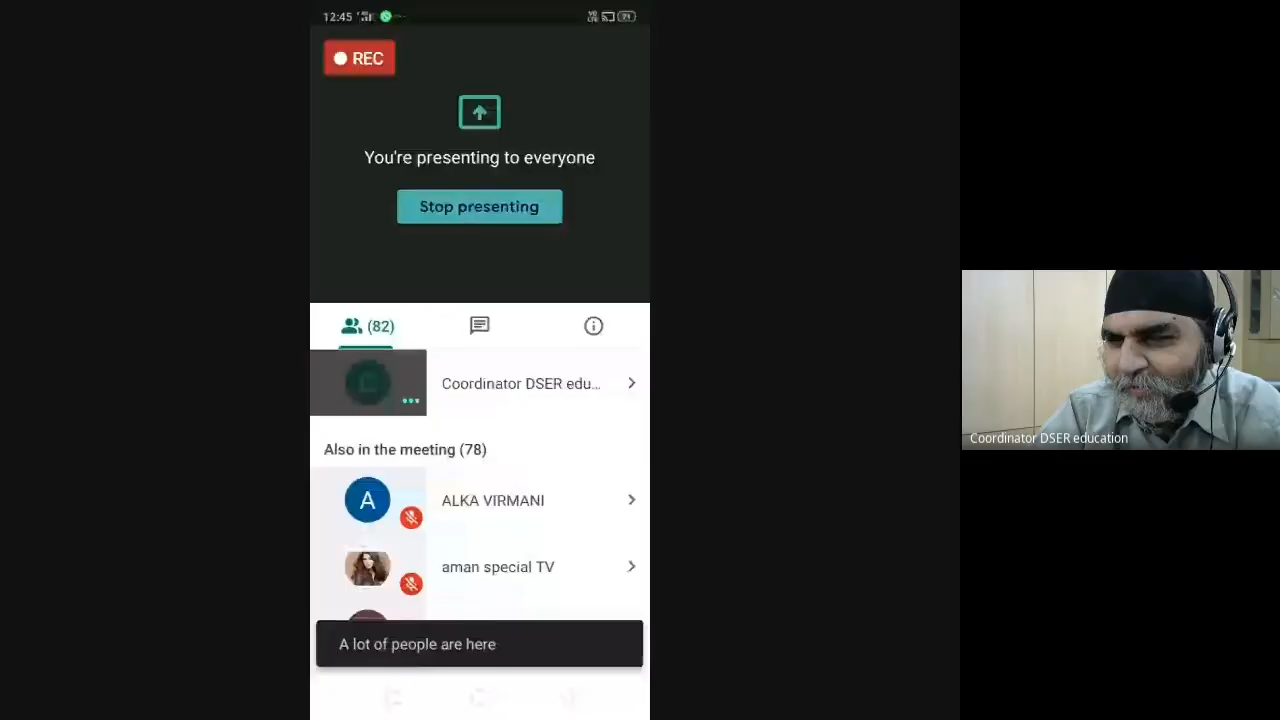 12:45
REC
You're presenting to everyone
Stop presenting
(82)
Coordinator DSER edu...
Also in the meeting (78)
A
ALKA VIRMANI
aman special TV
A lot of people are here
Coordinator DSER education